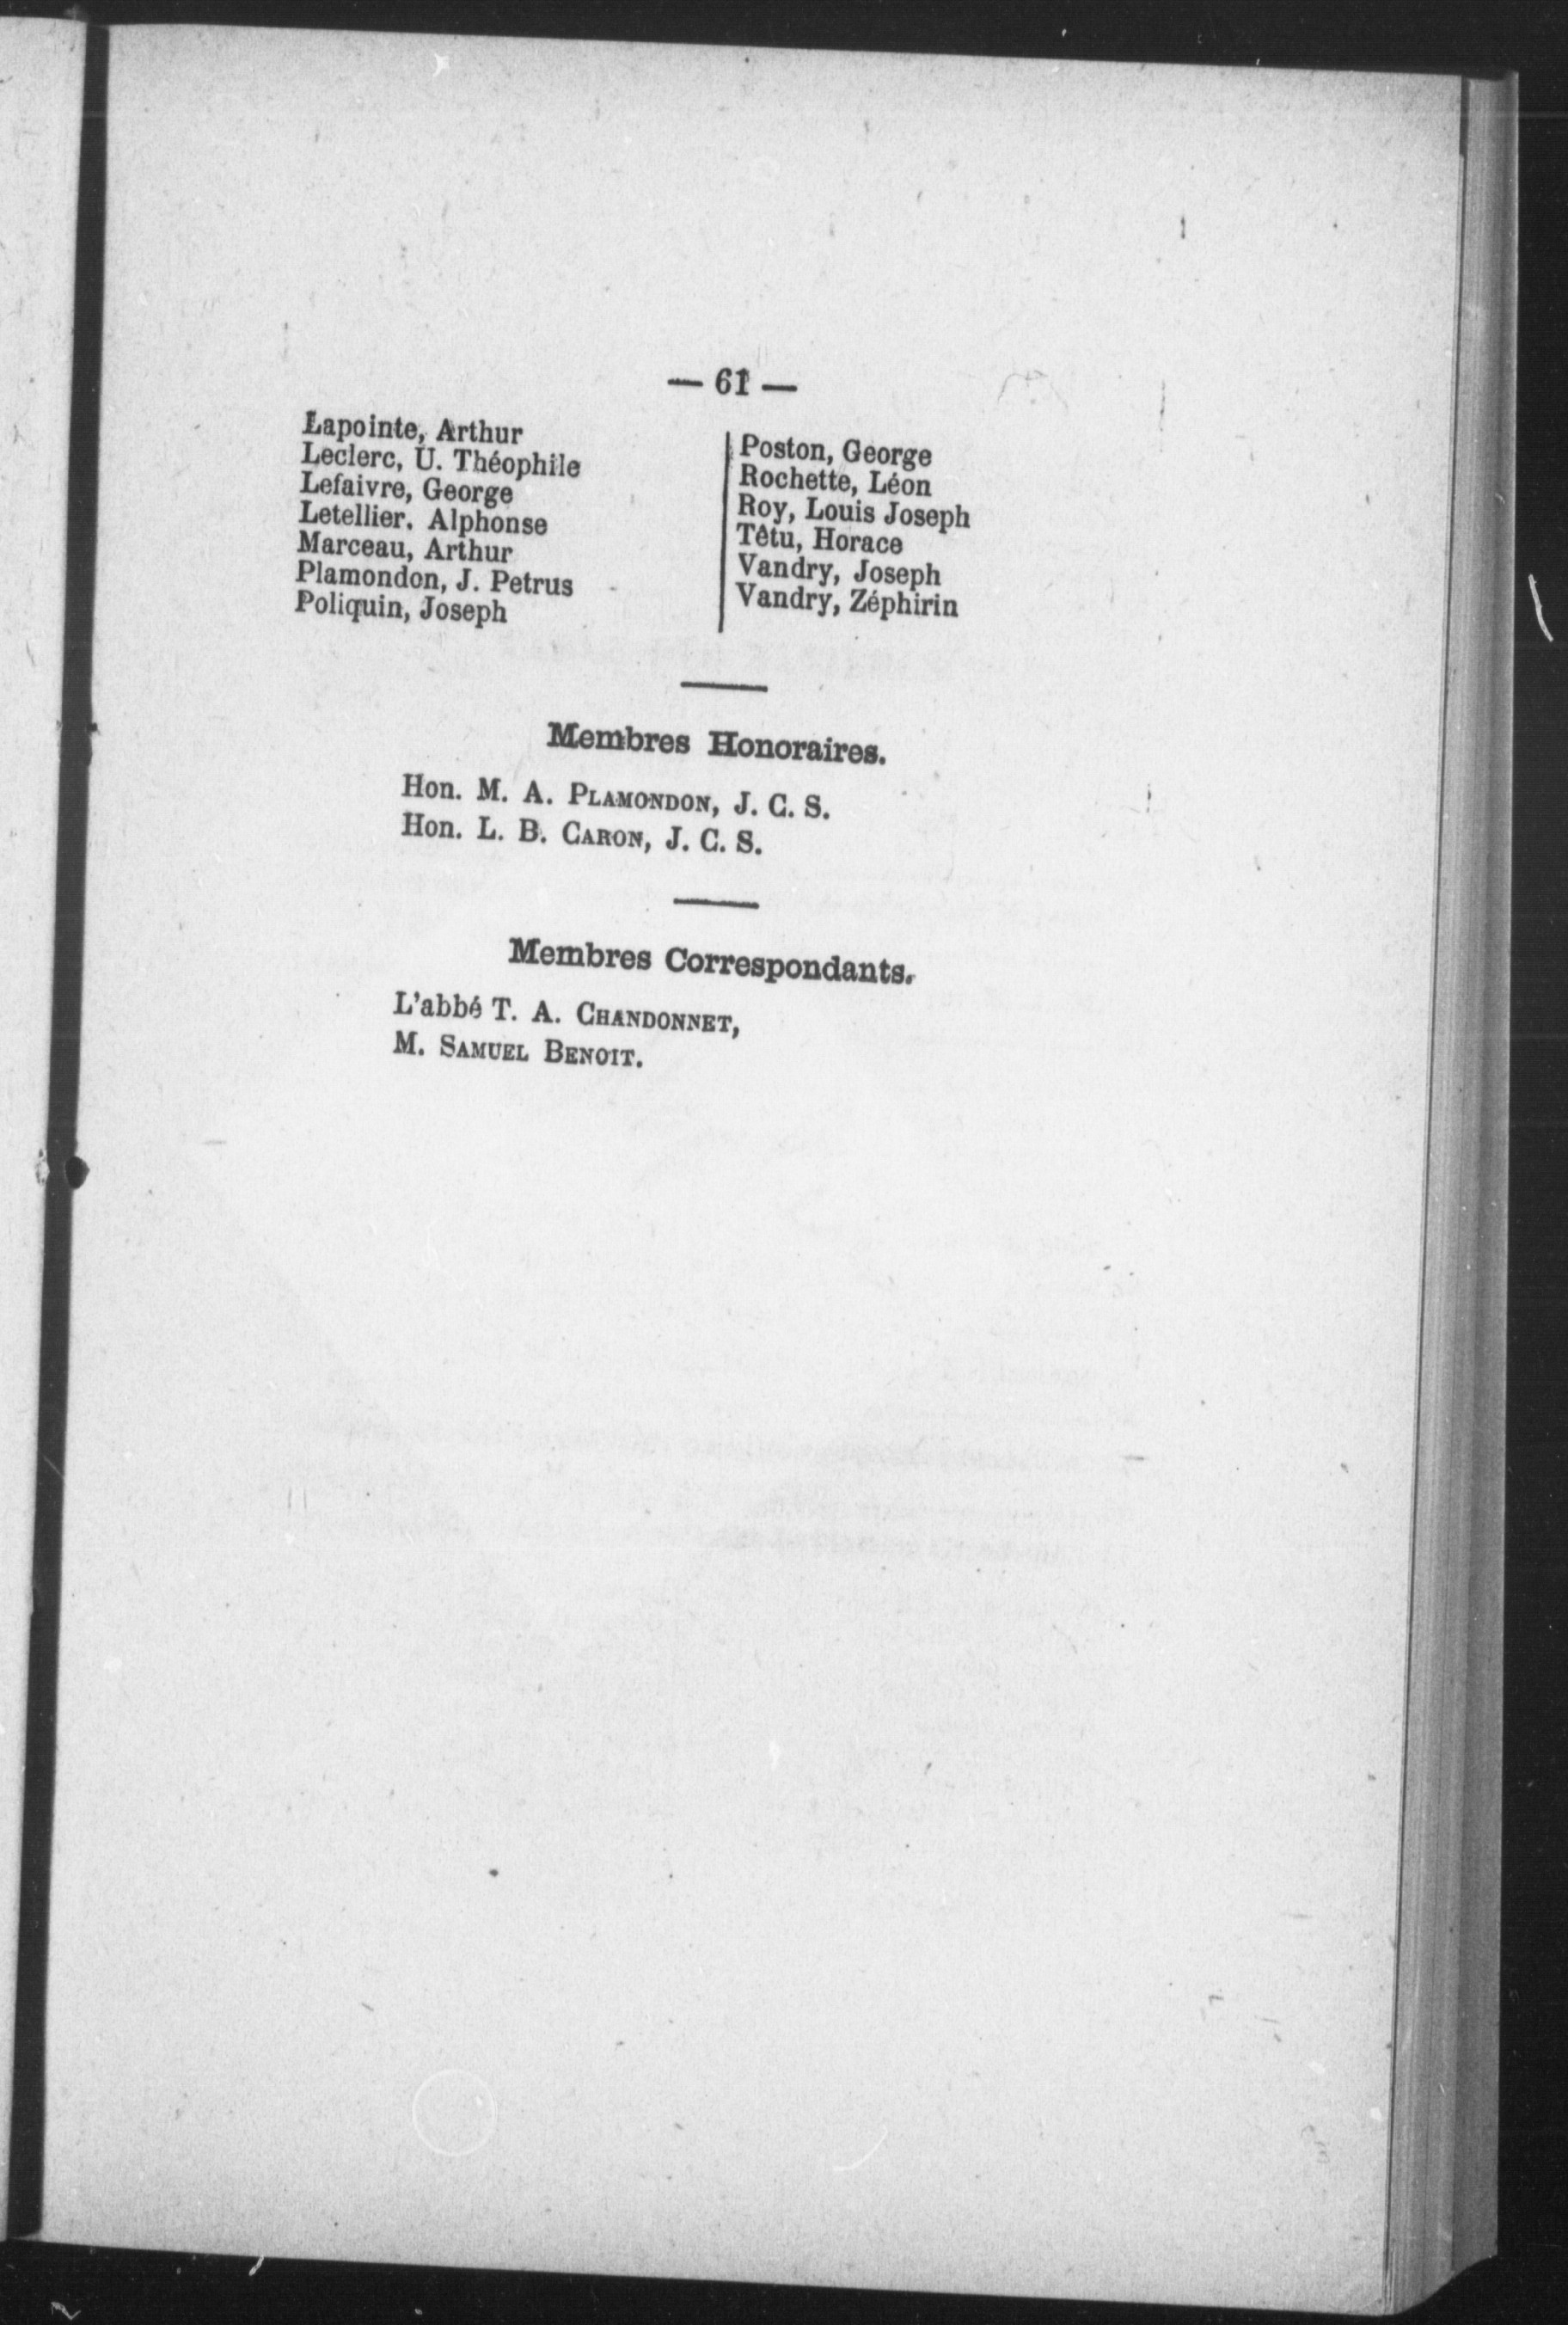 — 61 —
Lapointe, Arthur
Leclerc, U. Théophile
Lefaivre, George
Letellier. Alphonse
Marceau, Arthur
Plamondon, J. Petrus
Poliquin, Joseph
Poston, George
Rochette, Léon
Roy, Louis Joseph
Têtu, Horace
Vandry, Joseph
Vandry, Zéphirin
Membres Honoraires.
Hon. M. A. PLAMONDON, J. C. S.
Hon. L. B. CARON, J. C. S.
Membres Correspondants.
L'abbé T. A. CHANDONNET,
M. SAMUEL BENOIT.